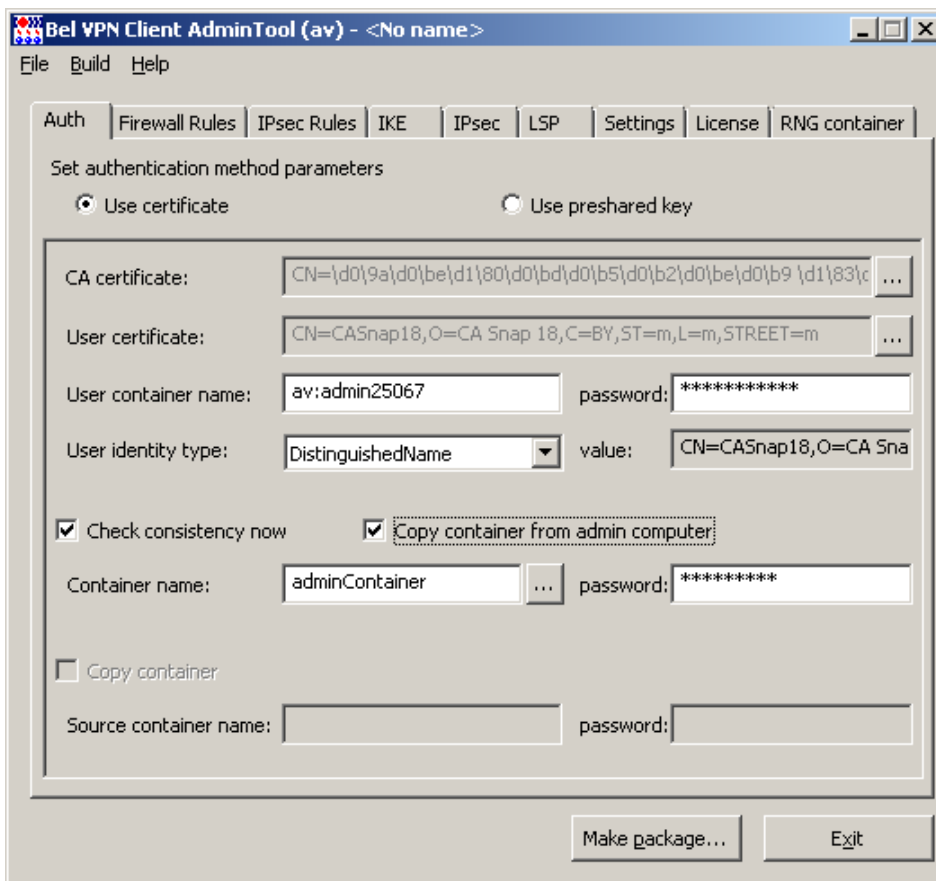 Bel VPN Client AdminTool (av) - <No name>
File Build Help
Auth Firewall Rules IPsec Rules IKE IPsec LSP Settings License RNG container
Set authentication method parameters
Use certificate Use preshared key
CA certificate: CN=\d0\9a\d0\be\d1\80\d0\bd\d0\b5\d0\b2\d0\be\d0\b9 \d1\83\c ...
User certificate: CN=CASnap18,O=CA Snap 18,C=BY,ST=m,L=m,STREET=m ...
User container name: av:admin25067 password: ***********
User identity type: DistinguishedName value: CN=CASnap18,O=CA Sna
Check consistency now Copy container from admin computer
Container name: adminContainer ... password: *********
Copy container
Source container name: password:
Make package... Exit